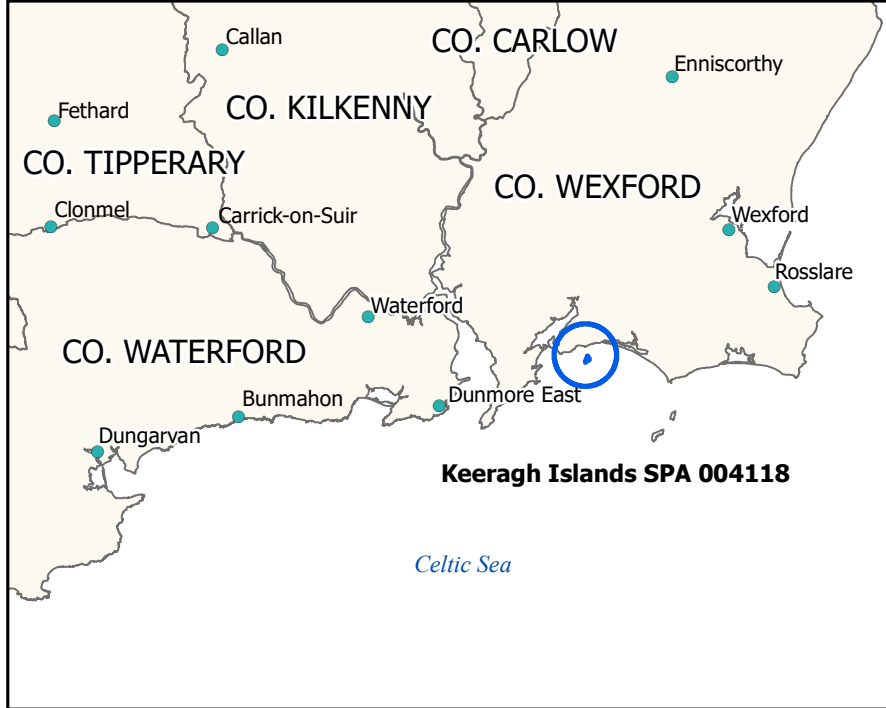 Callan
CO. CARLOW
Enniscorthy
Fethard
CO. KILKENNY
CO. TIPPERARY
CO. WEXFORD
Clonmel
Carrick-on-Suir
Wexford
Rosslare
Waterford
CO. WATERFORD
Bunmahon
Dunmore East
Dungarvan
Keeragh Islands SPA 004118
Celtic Sea